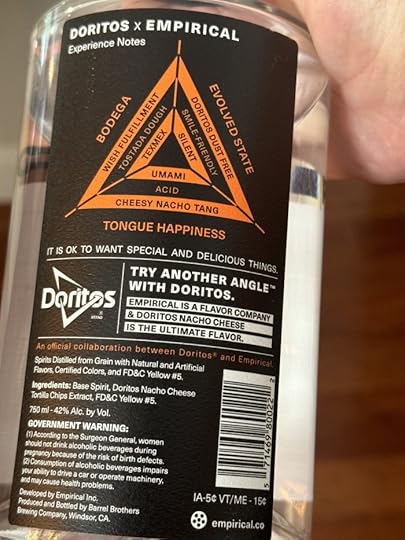 DORITOS x EMPIRICAL
Experience Notes
BODEGA
WISH FULFILLMENT
TOSTADA DOUGH
TEXMEX
EVOLVED STATE
DORITOS DUST FREE
SMILE-FRIENDLY
SILENT
UMAMI
ACID
CHEESY NACHO TANG
TONGUE HAPPINESS
IT IS OK TO WANT SPECIAL AND DELICIOUS THINGS.
Doritos
BRAND
TRY ANOTHER ANGLE™
WITH DORITOS.
EMPIRICAL IS A FLAVOR COMPANY
& DORITOS NACHO CHEESE
IS THE ULTIMATE FLAVOR.
An official collaboration between Doritos® and Empirical.
Spirits Distilled from Grain with Natural and Artificial
Flavors, Certified Colors, and FD&C Yellow #5.
Ingredients: Base Spirit, Doritos Nacho Cheese
Tortilla Chips Extract, FD&C Yellow #5.
750 ml - 42% Alc. by Vol.
GOVERNMENT WARNING:
(1) According to the Surgeon General, women
should not drink alcoholic beverages during
pregnancy because of the risk of birth defects.
(2) Consumption of alcoholic beverages impairs
your ability to drive a car or operate machinery,
and may cause health problems.
Developed by Empirical Inc.
Produced and Bottled by Barrel Brothers
Brewing Company, Windsor, CA.
5 71469 80022 2
IA-5¢ VT/ME - 15¢
empirical.co